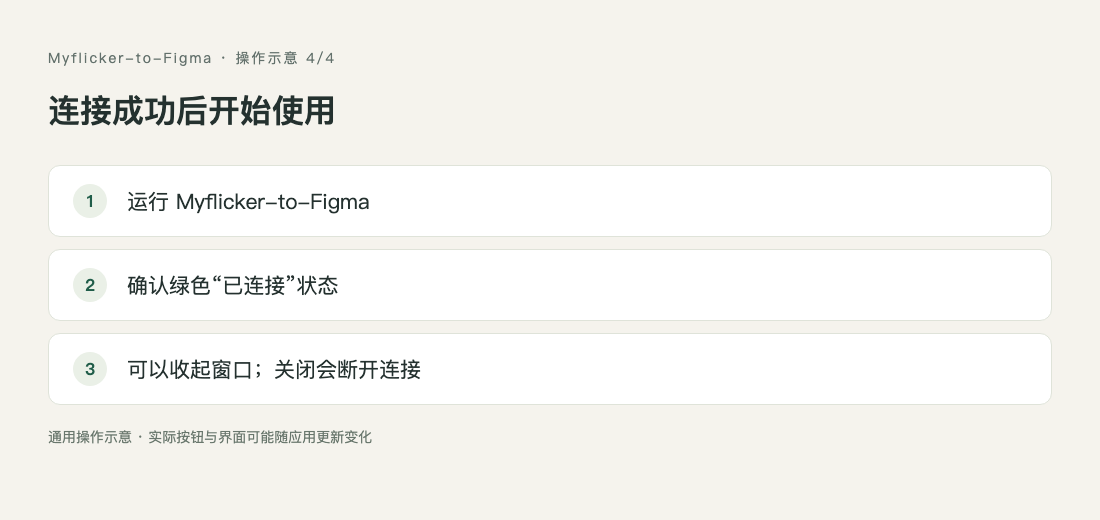 Myflicker-to-Figma · 操作示意 4/4
连接成功后开始使用
1 运行 Myflicker-to-Figma
2 确认绿色“已连接”状态
3 可以收起窗口；关闭会断开连接
通用操作示意 · 实际按钮与界面可能随应用更新变化